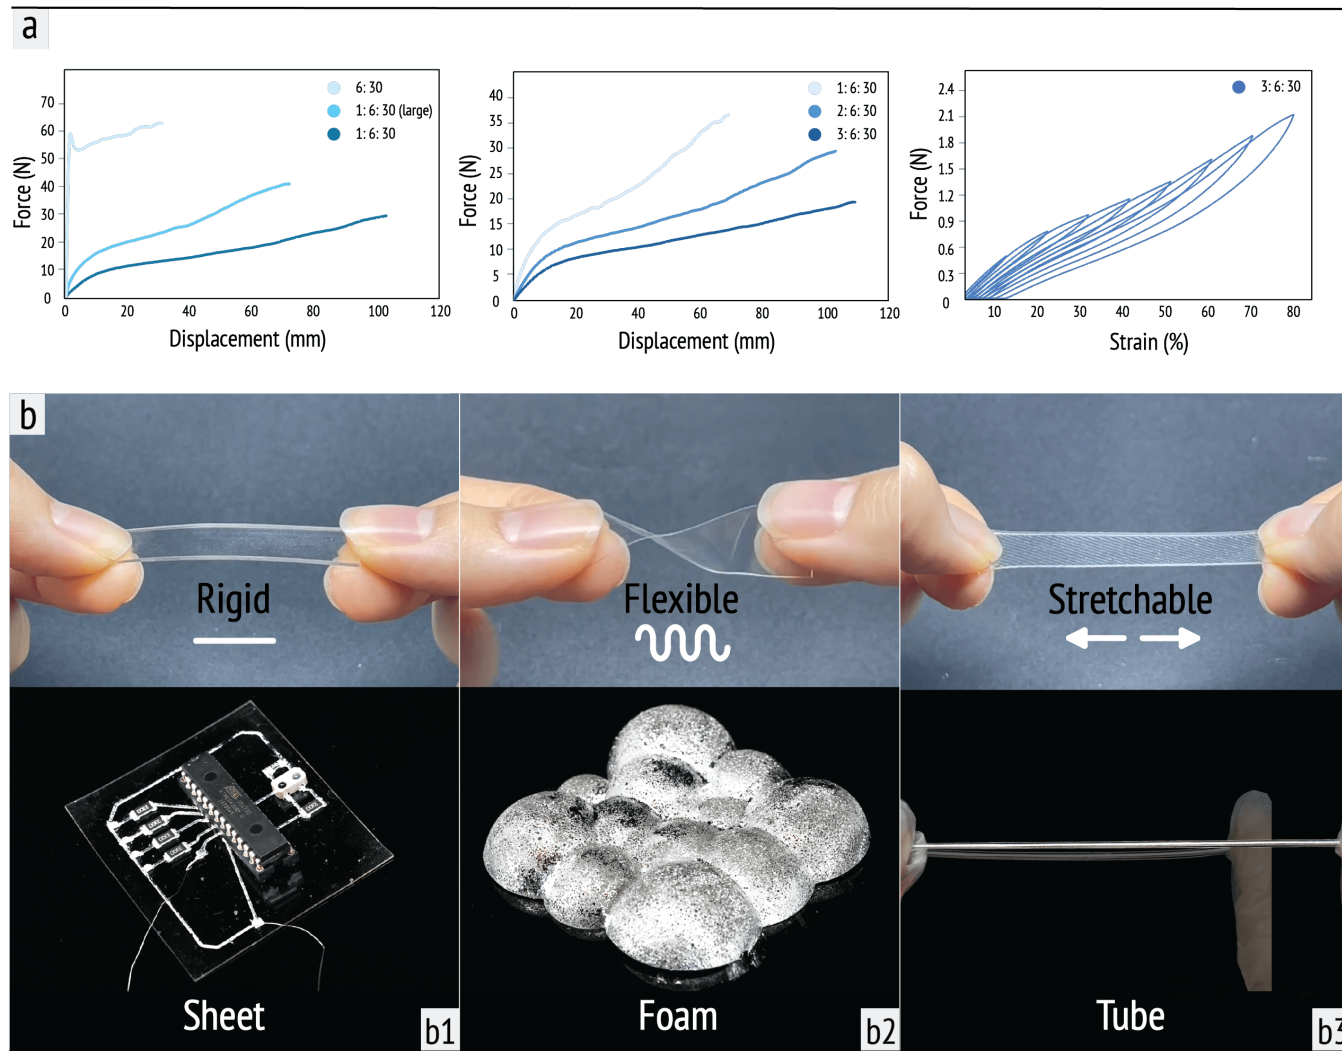 a
70
60
50
40
30
20
10
0
0 20 40 60 80 100 120
Force (N)
Displacement (mm)
6: 30
1: 6: 30 (large)
1: 6: 30
40
35
30
25
20
15
10
5
0
0 20 40 60 80 100 120
Force (N)
Displacement (mm)
1: 6: 30
2: 6: 30
3: 6: 30
2.4
2.1
1.8
1.5
1.2
0.9
0.6
0.3
0
10 20 30 40 50 60 70 80
Force (N)
Strain (%)
3: 6: 30
b
Rigid
Flexible
Stretchable
Sheet
b1
Foam
b2
Tube
b3